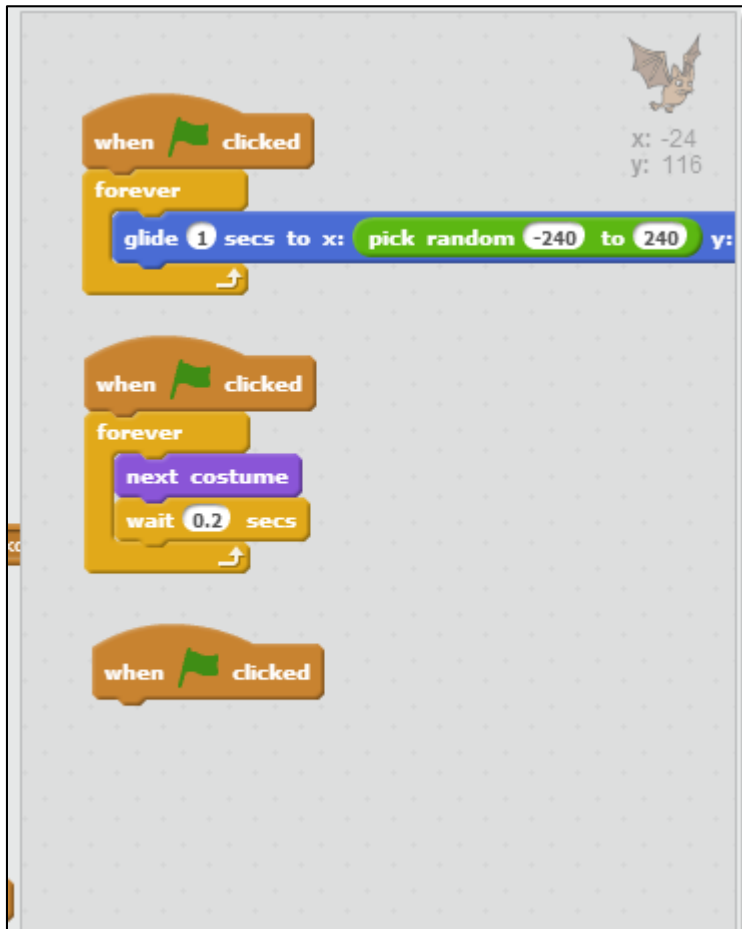 x: -24
y: 116
when clicked
forever
glide 1 secs to x: pick random -240 to 240 y:
when clicked
forever
next costume
wait 0.2 secs
when clicked